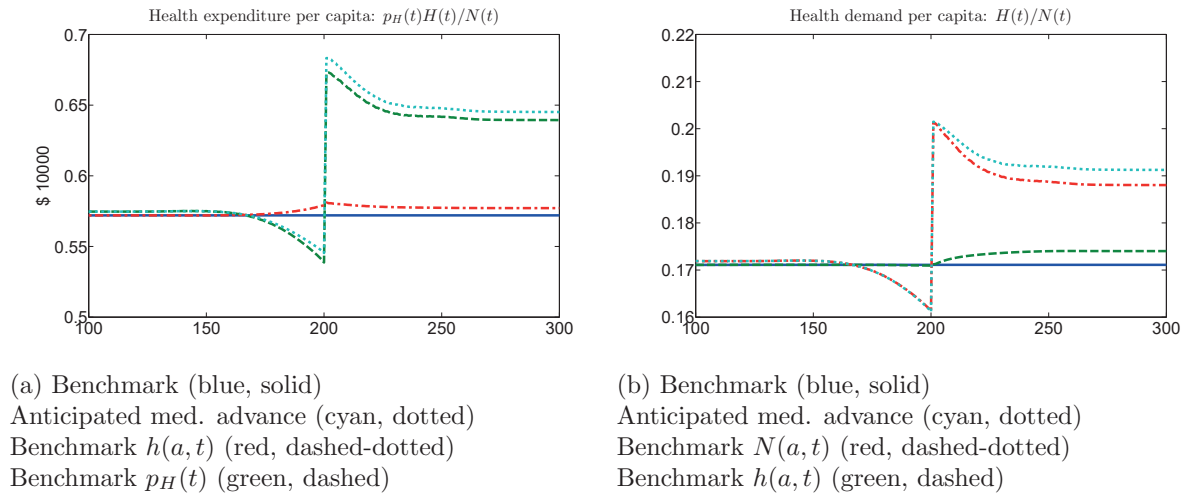 Health expenditure per capita: $p_H(t)H(t)/N(t)$
0.7
0.65
0.6
0.55
0.5
$ 10000
100 150 200 250 300
(a) Benchmark (blue, solid)
Anticipated med. advance (cyan, dotted)
Benchmark $h(a,t)$ (red, dashed-dotted)
Benchmark $p_H(t)$ (green, dashed)
Health demand per capita: $H(t)/N(t)$
0.22
0.21
0.2
0.19
0.18
0.17
0.16
100 150 200 250 300
(b) Benchmark (blue, solid)
Anticipated med. advance (cyan, dotted)
Benchmark $N(a,t)$ (red, dashed-dotted)
Benchmark $h(a,t)$ (green, dashed)